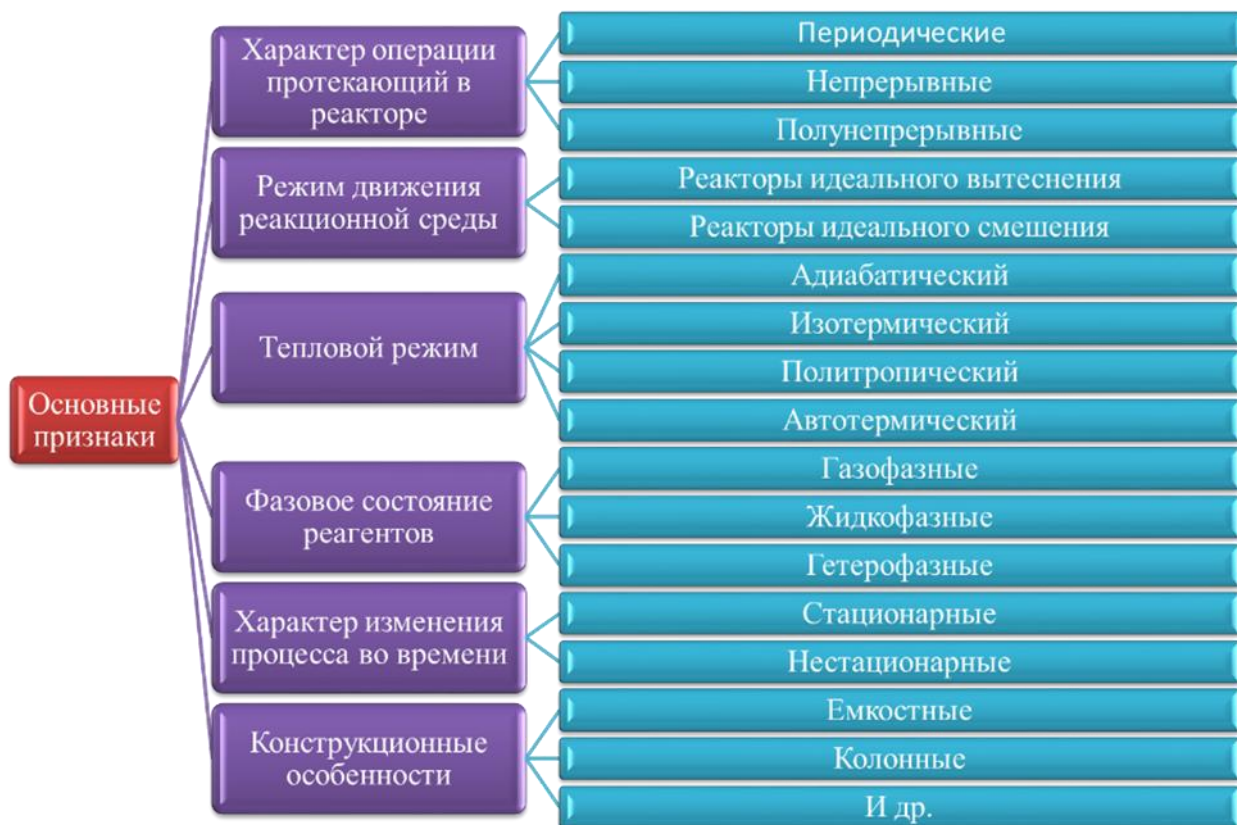 Основные
признаки
Характер операции
протекающий в
реакторе
Периодические
Непрерывные
Полунепрерывные
Режим движения
реакционной среды
Реакторы идеального вытеснения
Реакторы идеального смешения
Тепловой режим
Адиабатический
Изотермический
Политропический
Автотермический
Фазовое состояние
реагентов
Газофазные
Жидкофазные
Гетерофазные
Характер изменения
процесса во времени
Стационарные
Нестационарные
Конструкционные
особенности
Емкостные
Колонные
И др.